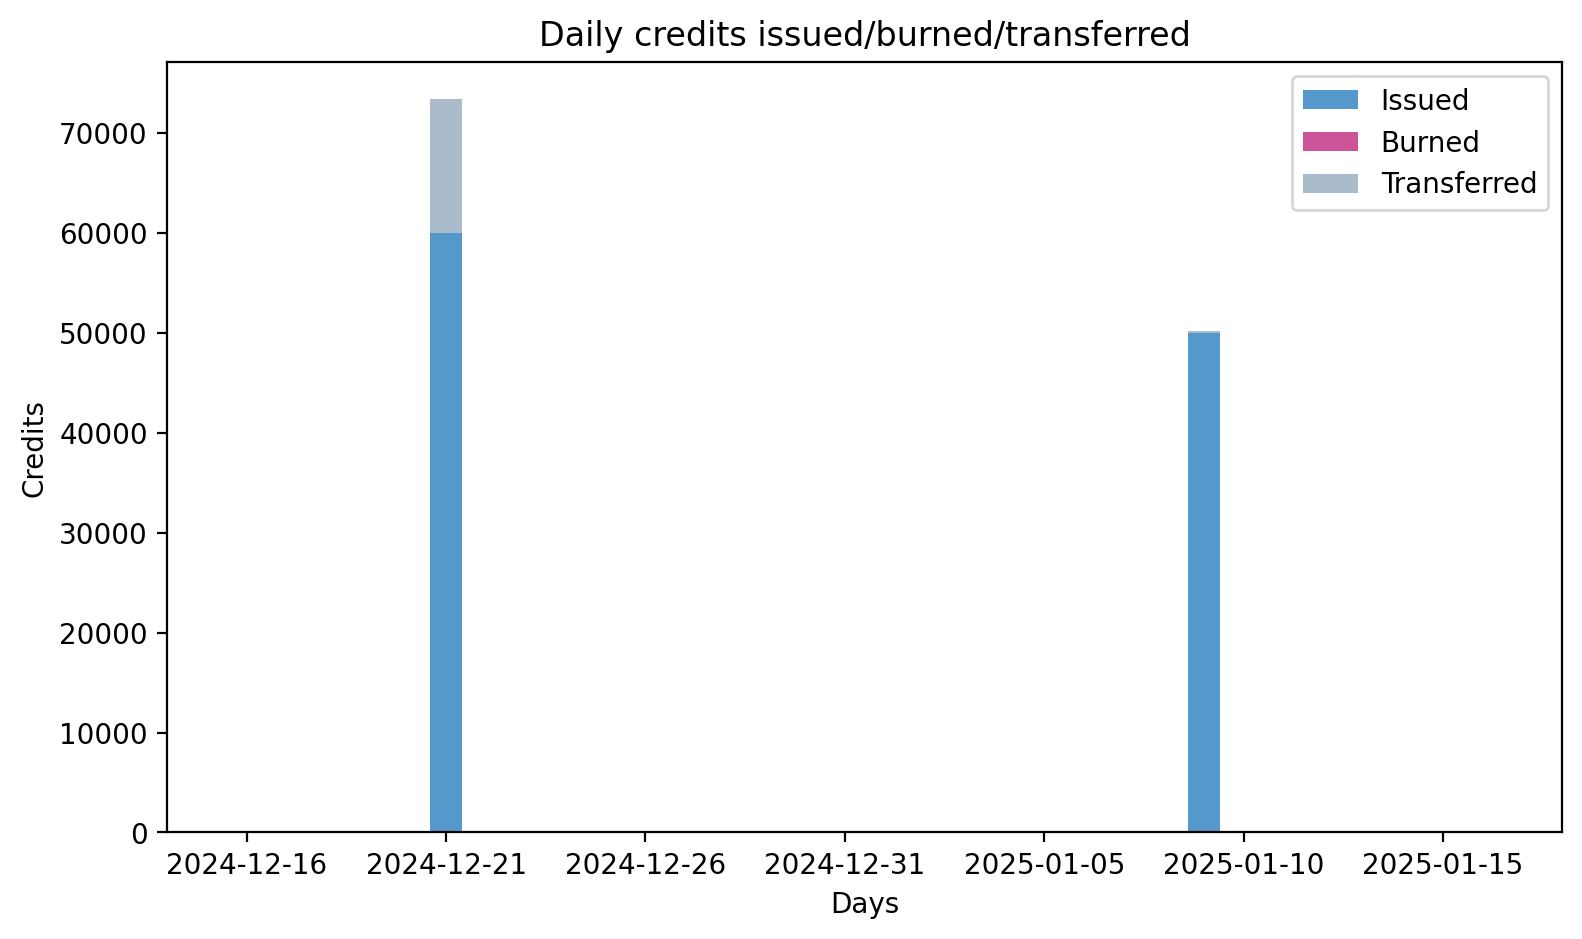 Daily credits issued/burned/transferred
Issued
Burned
Transferred
70000
60000
50000
40000
30000
20000
10000
0
Credits
2024-12-16 2024-12-21 2024-12-26 2024-12-31 2025-01-05 2025-01-10 2025-01-15
Days